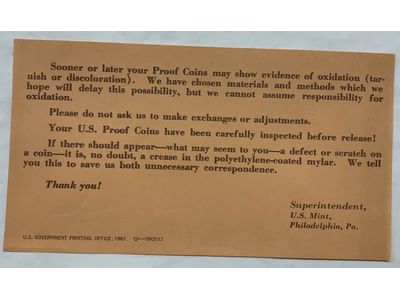 Sooner or later your Proof Coins may show evidence of oxidation (tar-
nish or discoloration). We have chosen materials and methods which we
hope will delay this possibility, but we cannot assume responsibility for
oxidation.
Please do not ask us to make exchanges or adjustments.
Your U.S. Proof Coins have been carefully inspected before release!
If there should appear—what may seem to you—a defect or scratch on
a coin—it is, no doubt, a crease in the polyethylene-coated mylar. We tell
you this to save us both unnecessary correspondence.
Thank you!
Superintendent,
U.S. Mint,
Philadelphia, Pa.
U.S. GOVERNMENT PRINTING OFFICE: 1961 O—590512